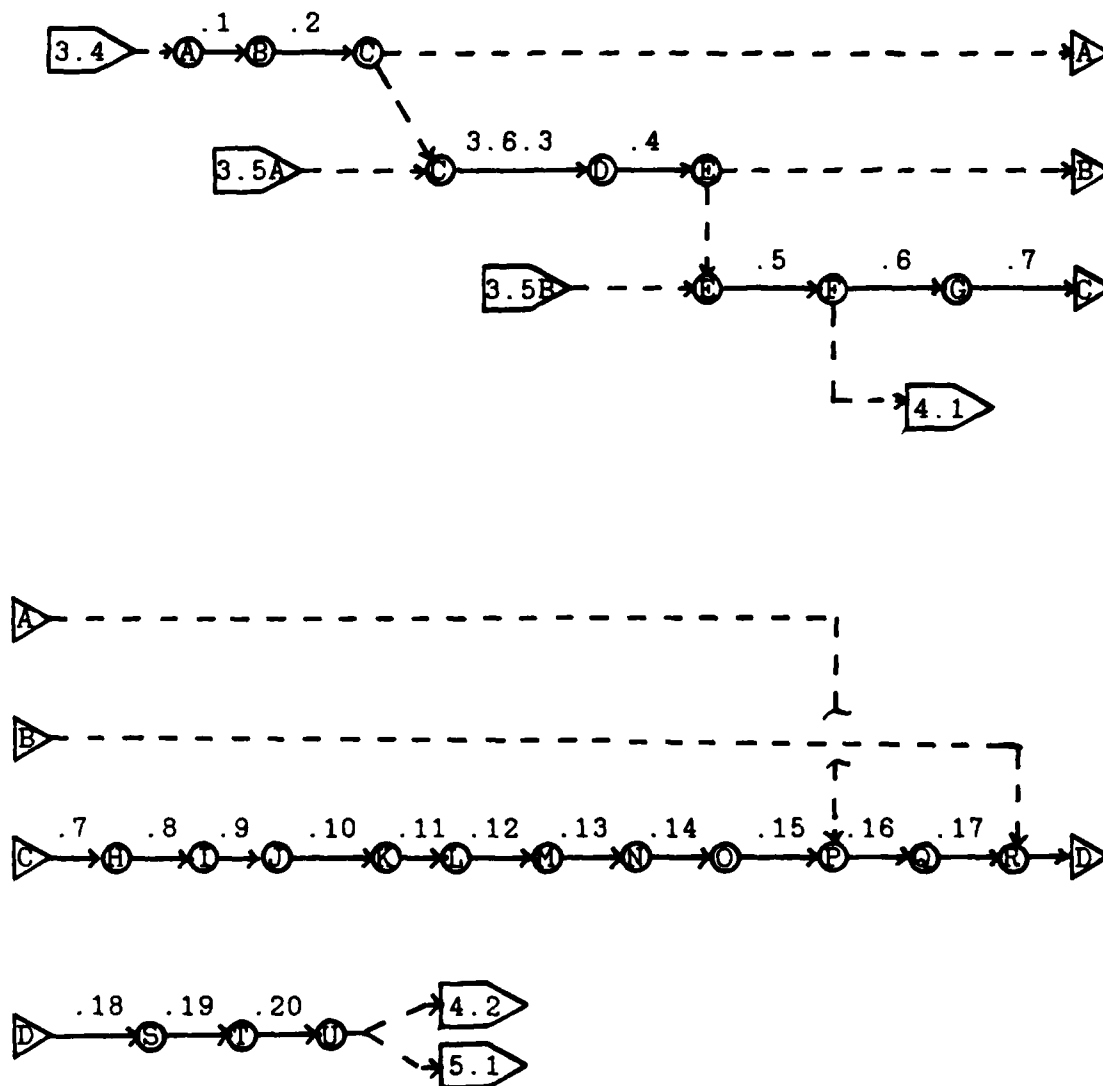 .1 .2
3.4 A B C A
3.6.3 .4
3.5A C D E B
.5 .6 .7
3.5B E F G C
4.1
A
B
.7 .8 .9 .10 .11 .12 .13 .14 .15 .16 .17
C H I J K L M N O P Q R D
.18 .19 .20 4.2
D S T U
5.1